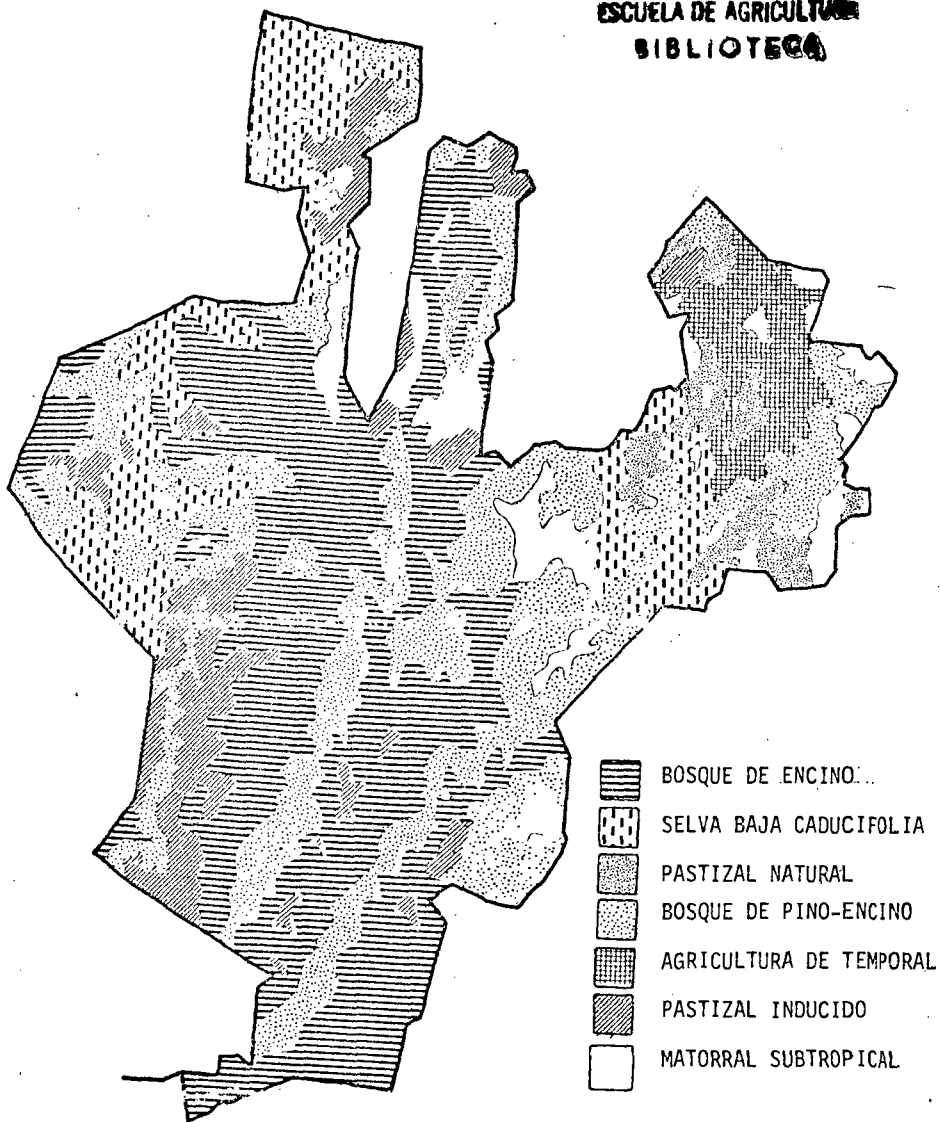 ESCUELA DE AGRICULTURA
BIBLIOTECA
BOSQUE DE ENCINO...
SELVA BAJA CADUCIFOLIA
PASTIZAL NATURAL
BOSQUE DE PINO-ENCINO
AGRICULTURA DE TEMPORAL
PASTIZAL INDUCIDO
MATORRAL SUBTROPICAL